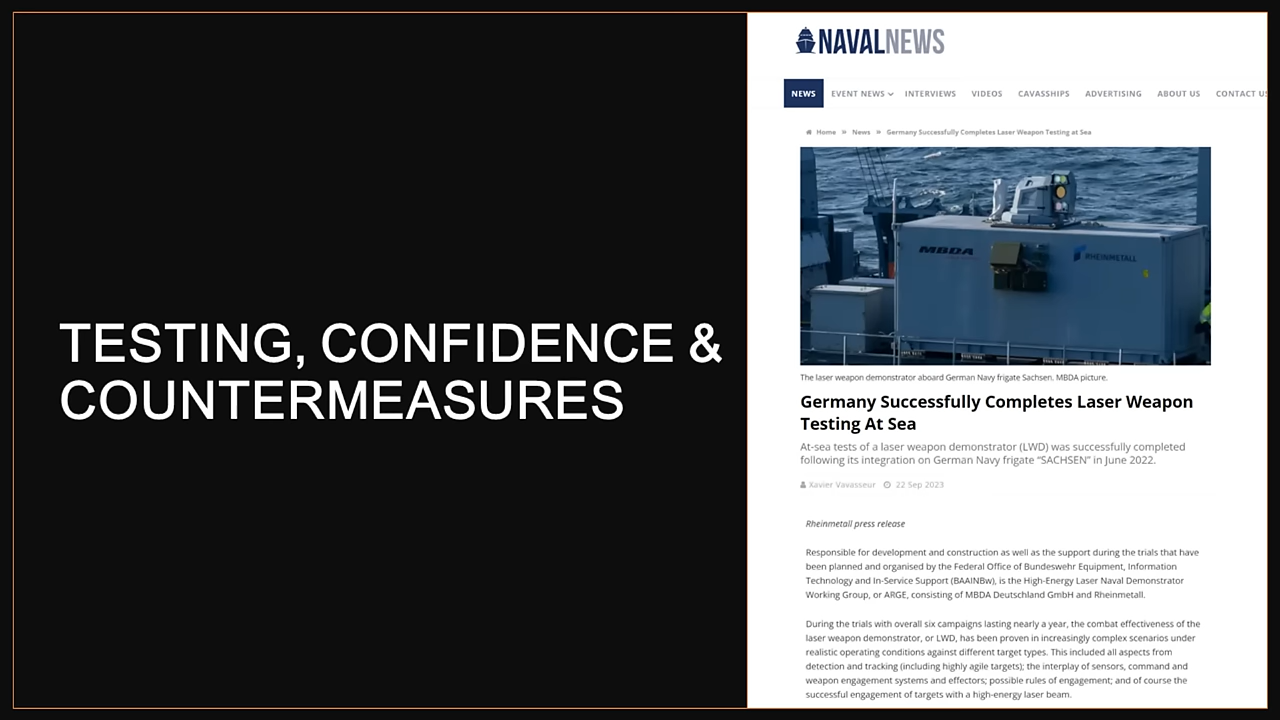 TESTING, CONFIDENCE &
COUNTERMEASURES
NAVALNEWS
NEWS EVENT NEWS INTERVIEWS VIDEOS CAVASSHIPS ADVERTISING ABOUT US CONTACT US
Home » News » Germany Successfully Completes Laser Weapon Testing at Sea
MBDA
RHEINMETALL
The laser weapon demonstrator aboard German Navy frigate Sachsen. MBDA picture.
Germany Successfully Completes Laser Weapon
Testing At Sea
At-sea tests of a laser weapon demonstrator (LWD) was successfully completed
following its integration on German Navy frigate “SACHSEN” in June 2022.
Xavier Vavasseur 22 Sep 2023
Rheinmetall press release
Responsible for development and construction as well as the support during the trials that have
been planned and organised by the Federal Office of Bundeswehr Equipment, Information
Technology and In-Service Support (BAAINBw), is the High-Energy Laser Naval Demonstrator
Working Group, or ARGE, consisting of MBDA Deutschland GmbH and Rheinmetall.
During the trials with overall six campaigns lasting nearly a year, the combat effectiveness of the
laser weapon demonstrator, or LWD, has been proven in increasingly complex scenarios under
realistic operating conditions against different target types. This included all aspects from
detection and tracking (including highly agile targets); the interplay of sensors, command and
weapon engagement systems and effectors; possible rules of engagement; and of course the
successful engagement of targets with a high-energy laser beam.